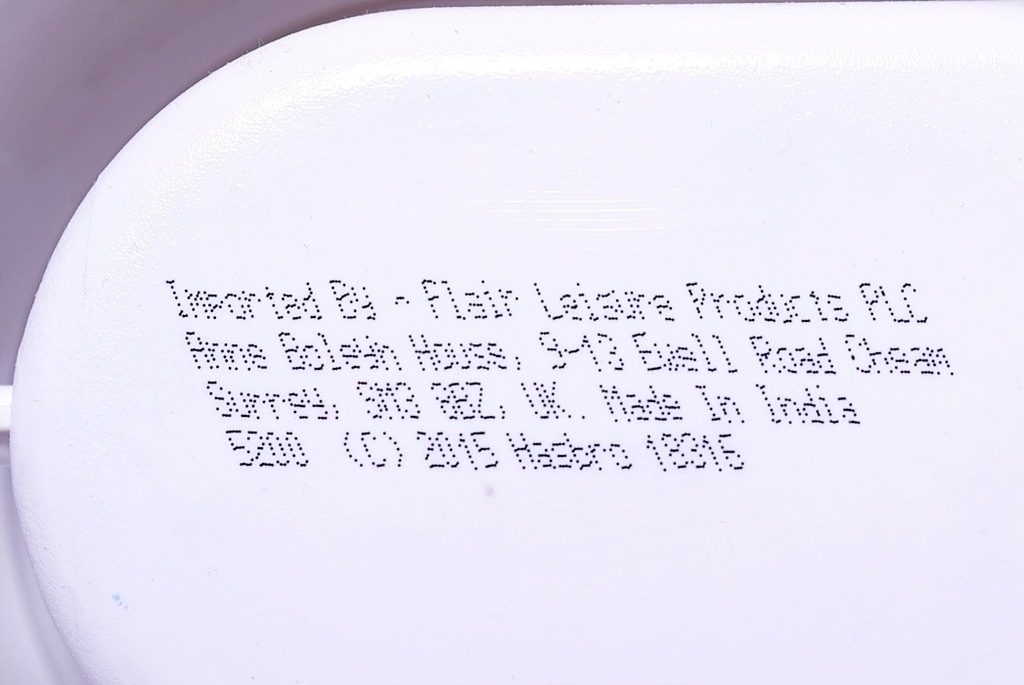 Imported By - Flair Leisure Products PLC
Anne Boleyn House, 9-13 Ewell Road Cheam
Surrey, SM3 8BZ, UK. Made In India
5200 (C) 2015 Hasbro